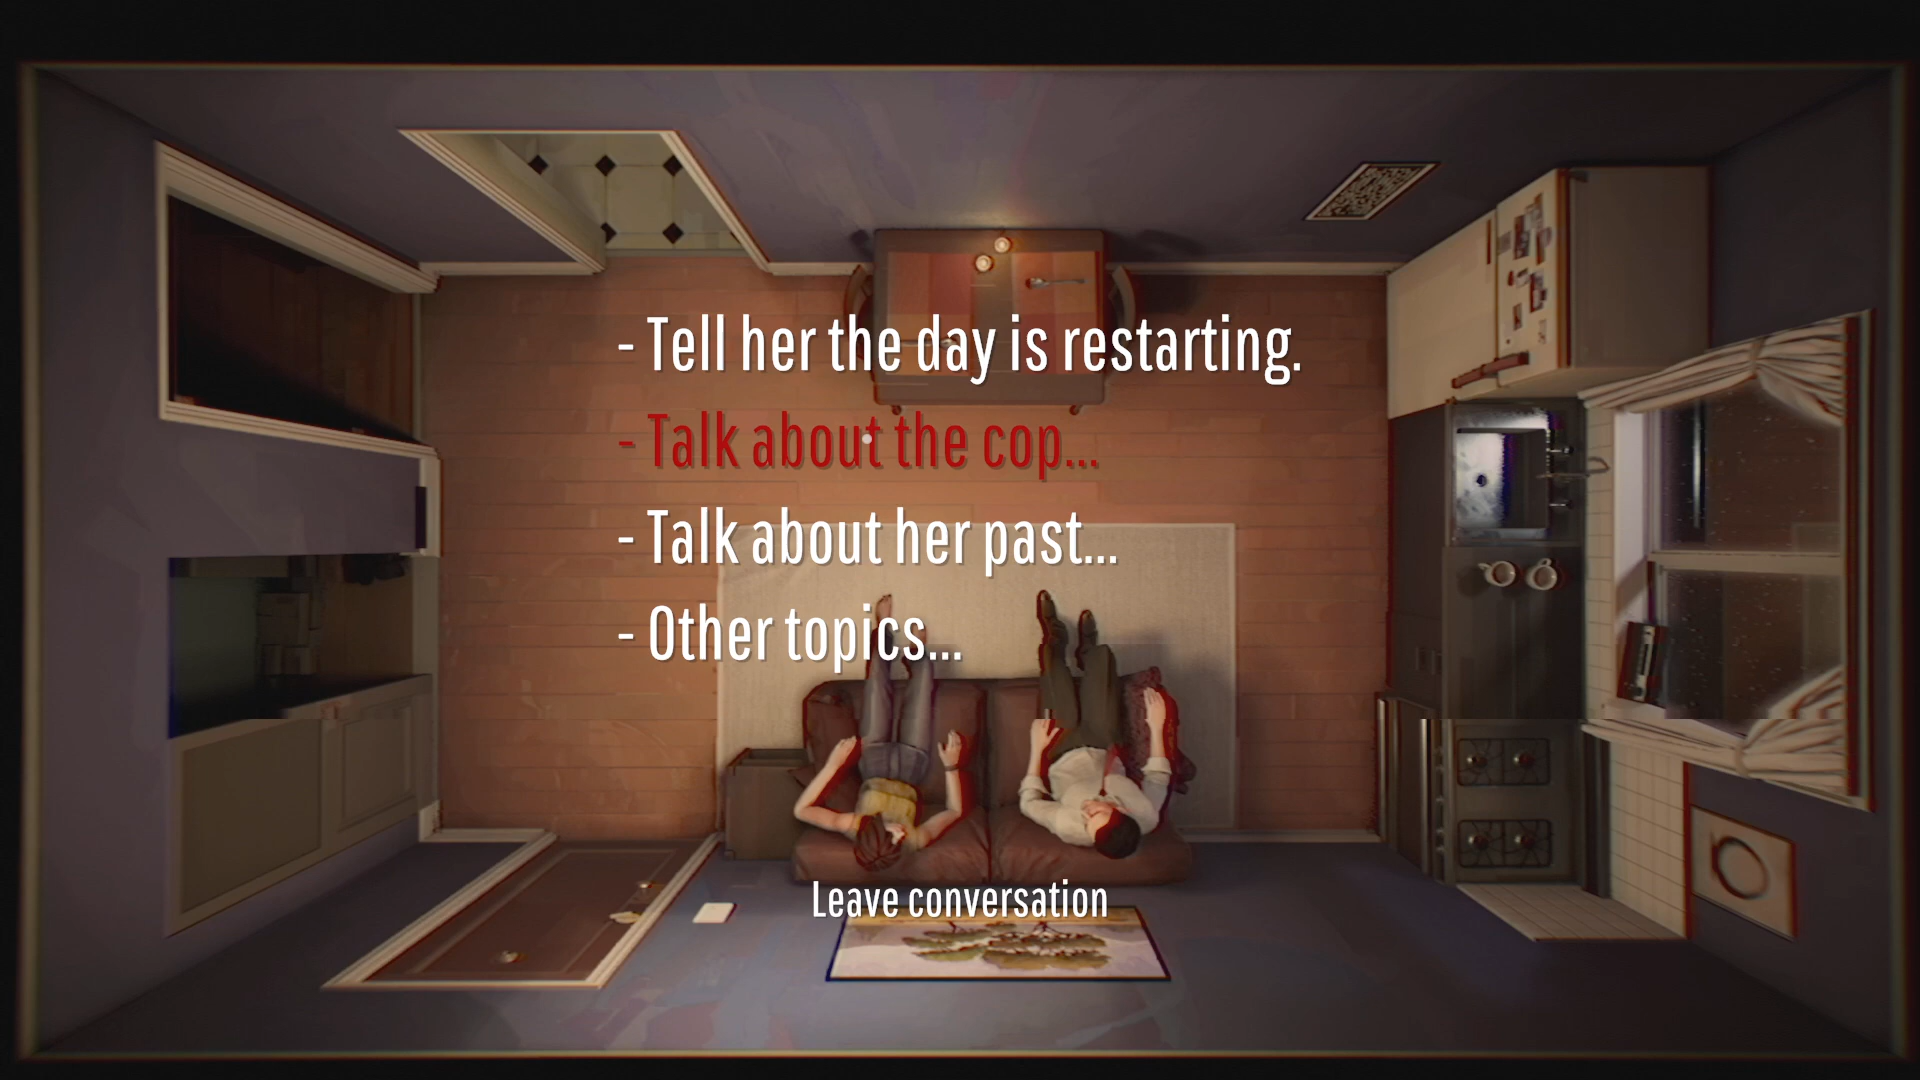 - Tell her the day is restarting.
- Talk about the cop...
- Talk about her past...
- Other topics...
Leave conversation